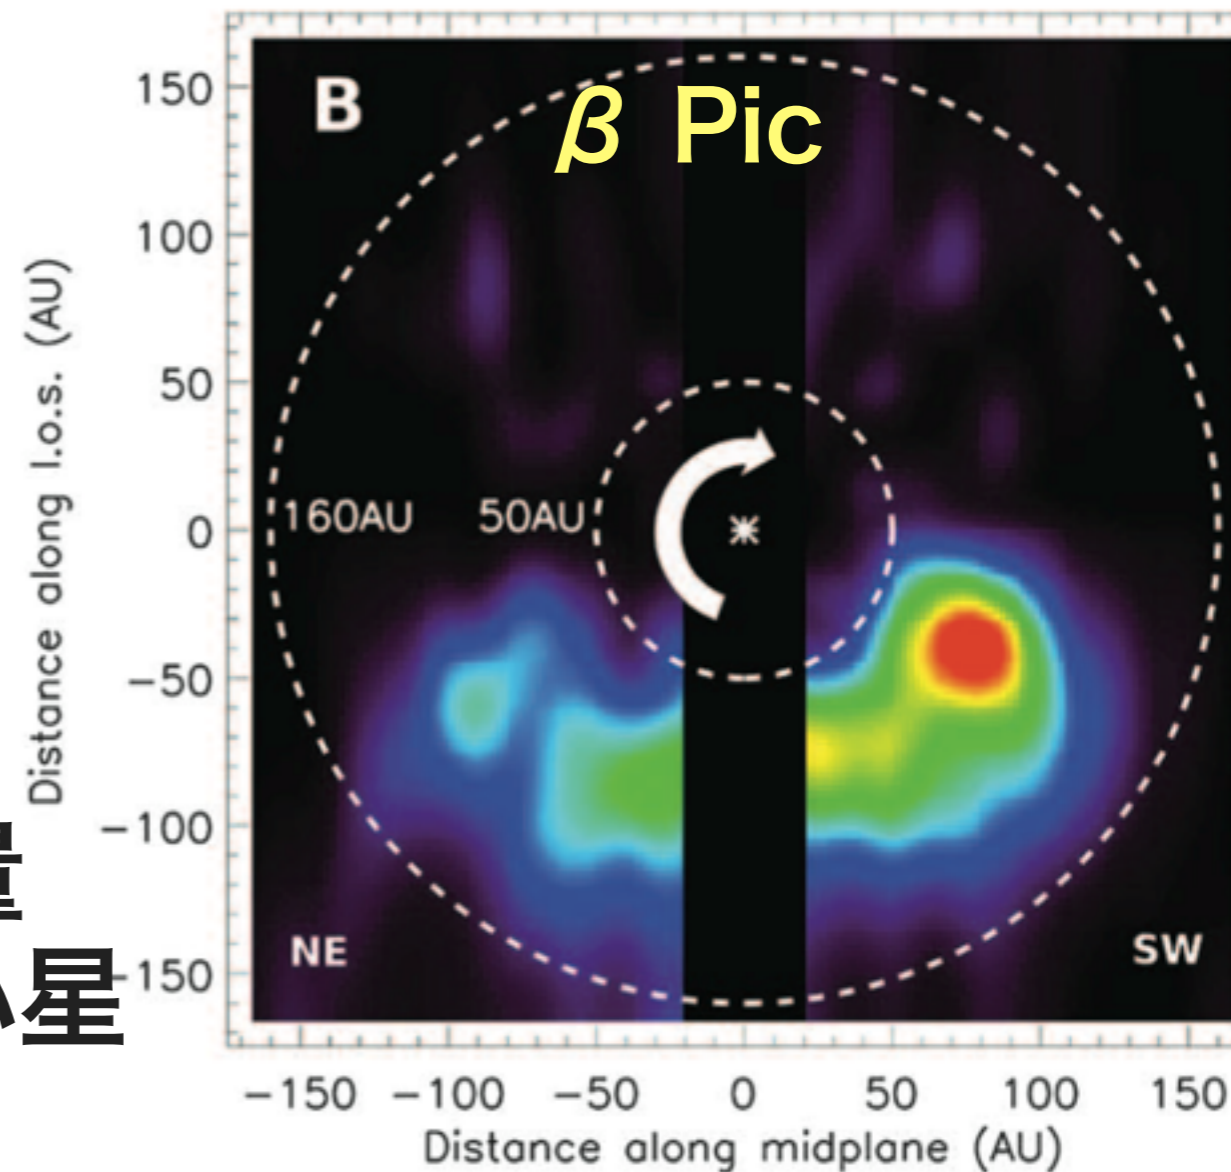 B
β Pic
150
100
50
0
-50
-100
-150
160AU 50AU
NE
SW
-150 -100 -50 0 50 100 150
Distance along midplane (AU)
Distance along l.o.s. (AU)
星